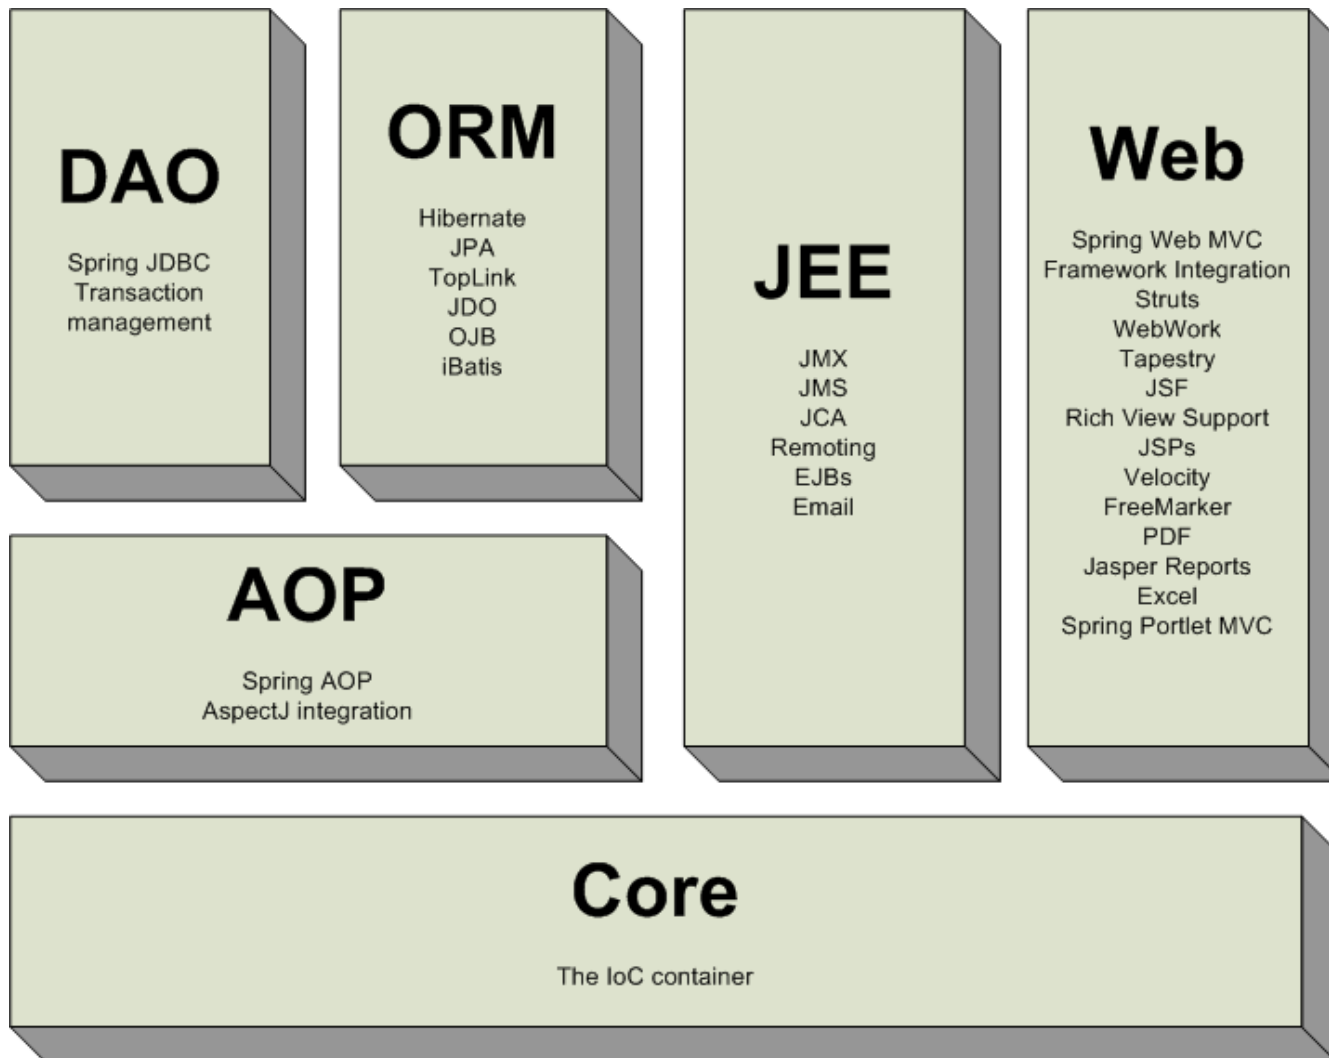 DAO
Spring JDBC
Transaction
management
ORM
Hibernate
JPA
TopLink
JDO
OJB
iBatis
JEE
JMX
JMS
JCA
Remoting
EJBs
Email
Web
Spring Web MVC
Framework Integration
Struts
WebWork
Tapestry
JSF
Rich View Support
JSPs
Velocity
FreeMarker
PDF
Jasper Reports
Excel
Spring Portlet MVC
AOP
Spring AOP
AspectJ integration
Core
The IoC container